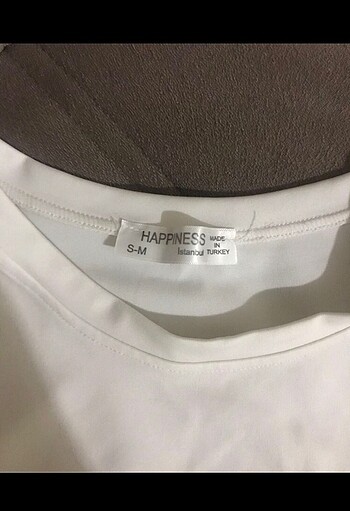 HAPPINESS MADE
S-M Istanbul IN
TURKEY